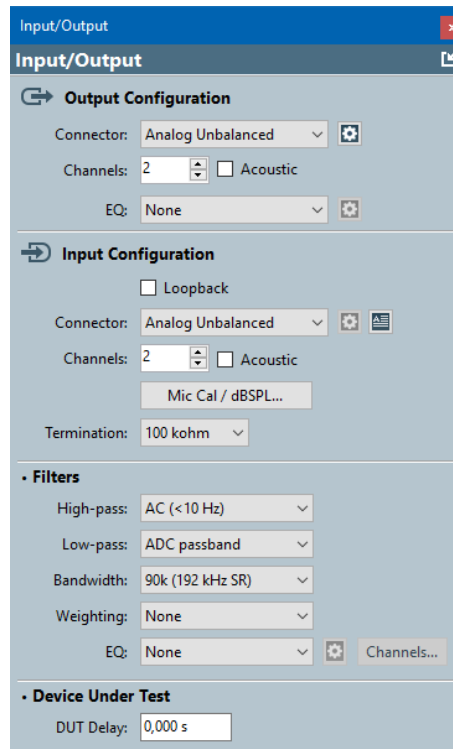 Input/Output
Input/Output
Output Configuration
Connector: Analog Unbalanced
Channels: 2 Acoustic
EQ: None
Input Configuration
Loopback
Connector: Analog Unbalanced
Channels: 2 Acoustic
Mic Cal / dBSPL...
Termination: 100 kohm
• Filters
High-pass: AC (<10 Hz)
Low-pass: ADC passband
Bandwidth: 90k (192 kHz SR)
Weighting: None
EQ: None Channels...
• Device Under Test
DUT Delay: 0,000 s